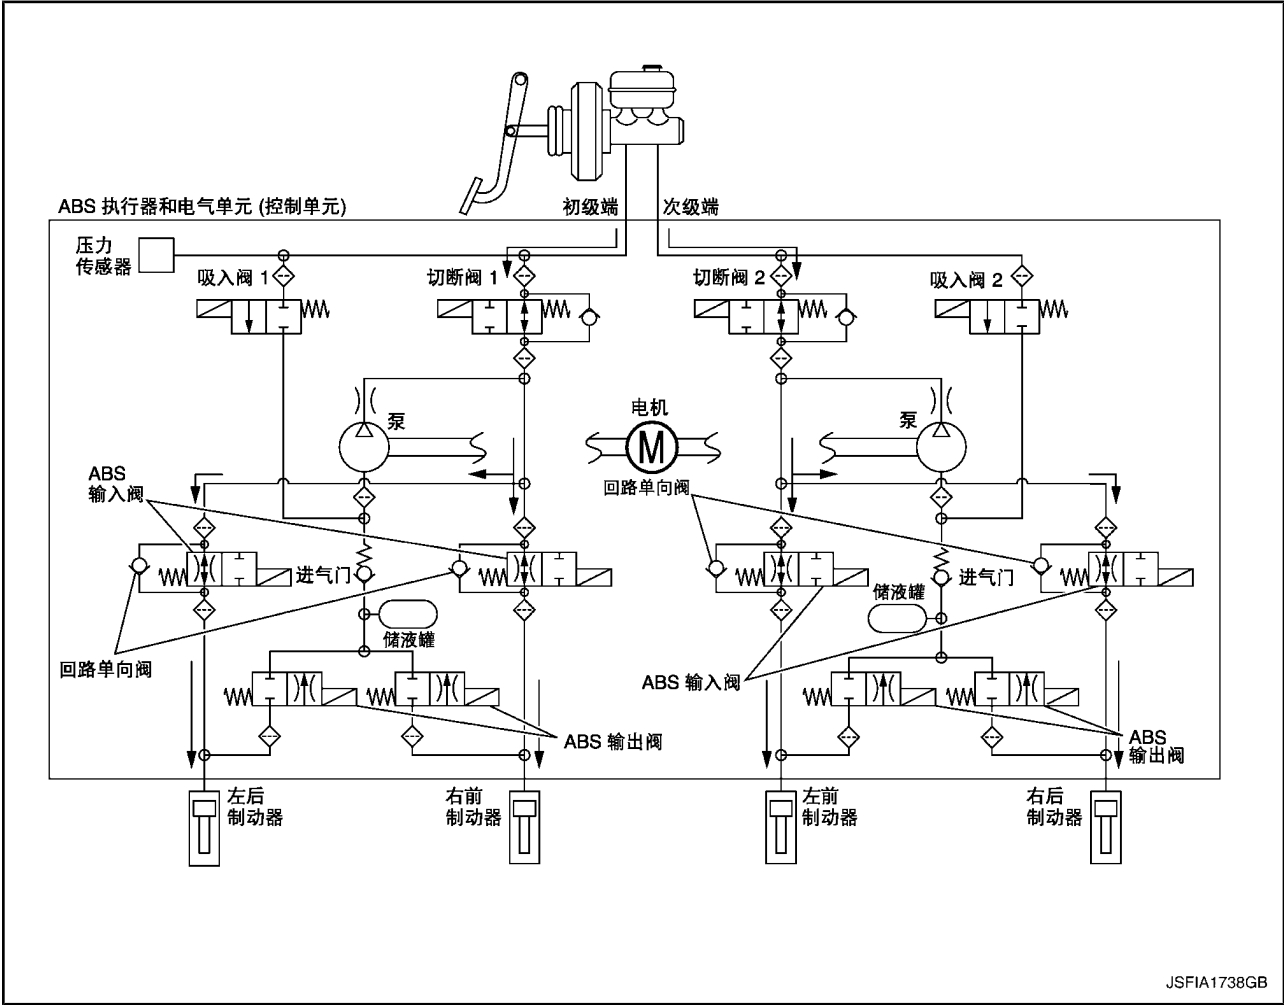 ABS 执行器和电气单元 (控制单元)
初级端
次级端
压力
传感器
吸入阀 1
切断阀 1
切断阀 2
吸入阀 2
泵
电机
M
泵
ABS
输入阀
回路单向阀
进气门
进气门
储液罐
储液罐
回路单向阀
ABS 输入阀
ABS 输出阀
ABS
输出阀
左后
制动器
右前
制动器
左前
制动器
右后
制动器
JSFIA1738GB